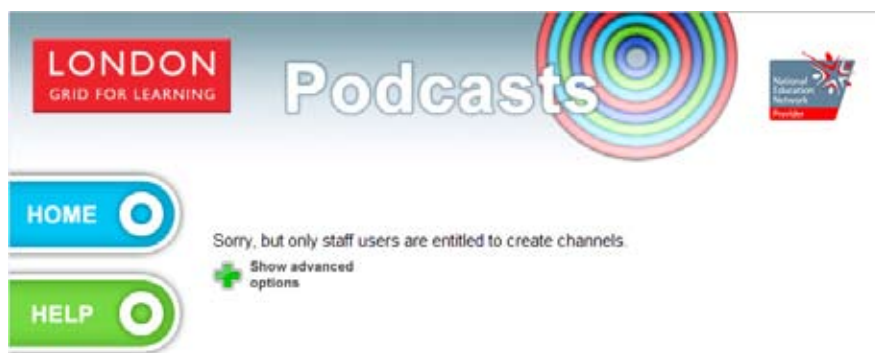 LONDON
GRID FOR LEARNING
Podcasts
National
Education
Network
Provider
HOME
Sorry, but only staff users are entitled to create channels.
Show advanced
options
HELP